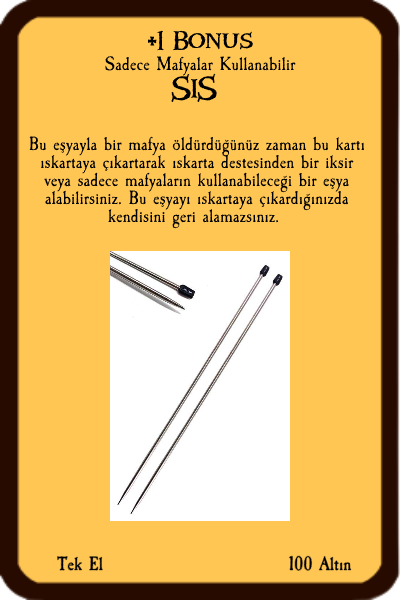 +1 Bonus
Sadece Mafyalar Kullanabilir
SIS
Bu eşyayla bir mafya öldürdüğünüz zaman bu kartı
ıskartaya çıkartarak ıskarta destesinden bir iksir
veya sadece mafyaların kullanabileceği bir eşya
alabilirsiniz. Bu eşyayı ıskartaya çıkardığınızda
kendisini geri alamazsınız.
Tek El
100 Altın